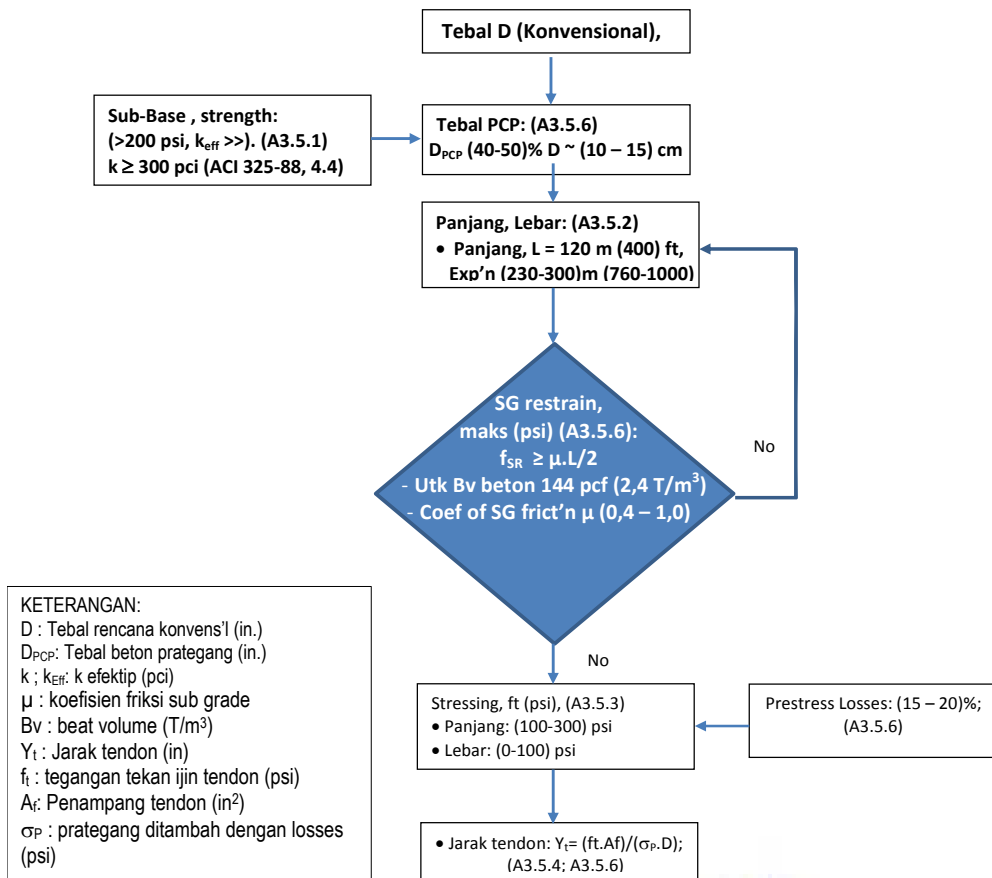 Tebal D (Konvensional),
Sub-Base , strength:
(>200 psi, keff >>). (A3.5.1)
k ≥ 300 pci (ACI 325-88, 4.4)
Tebal PCP: (A3.5.6)
DPCP (40-50)% D ~ (10 – 15) cm
Panjang, Lebar: (A3.5.2)
• Panjang, L = 120 m (400) ft,
Exp'n (230-300)m (760-1000)
SG restrain,
maks (psi) (A3.5.6):
fSR ≥ µ.L/2
- Utk Bv beton 144 pcf (2,4 T/m³)
- Coef of SG frict'n µ (0,4 – 1,0)
No
No
KETERANGAN:
D : Tebal rencana konvens'l (in.)
DPCP: Tebal beton prategang (in.)
k ; kEff: k efektip (pci)
µ : koefisien friksi sub grade
Bv : beat volume (T/m³)
Yt : Jarak tendon (in)
ft : tegangan tekan ijin tendon (psi)
Af: Penampang tendon (in²)
σP : prategang ditambah dengan losses
(psi)
Stressing, ft (psi), (A3.5.3)
• Panjang: (100-300) psi
• Lebar: (0-100) psi
Prestress Losses: (15 – 20)%;
(A3.5.6)
• Jarak tendon: Yt= (ft.Af)/(σP.D);
(A3.5.4; A3.5.6)